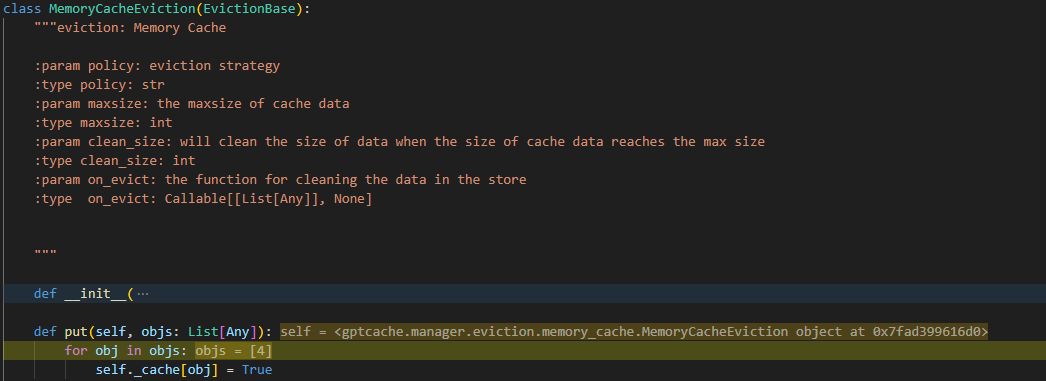 class MemoryCacheEviction(EvictionBase):
"""eviction: Memory Cache
:param policy: eviction strategy
:type policy: str
:param maxsize: the maxsize of cache data
:type maxsize: int
:param clean_size: will clean the size of data when the size of cache data reaches the max size
:type clean_size: int
:param on_evict: the function for cleaning the data in the store
:type  on_evict: Callable[[List[Any]], None]
"""
def __init__(⋯
def put(self, objs: List[Any]): self = <gptcache.manager.eviction.memory_cache.MemoryCacheEviction object at 0x7fad399616d0>
for obj in objs: objs = [4]
self._cache[obj] = True